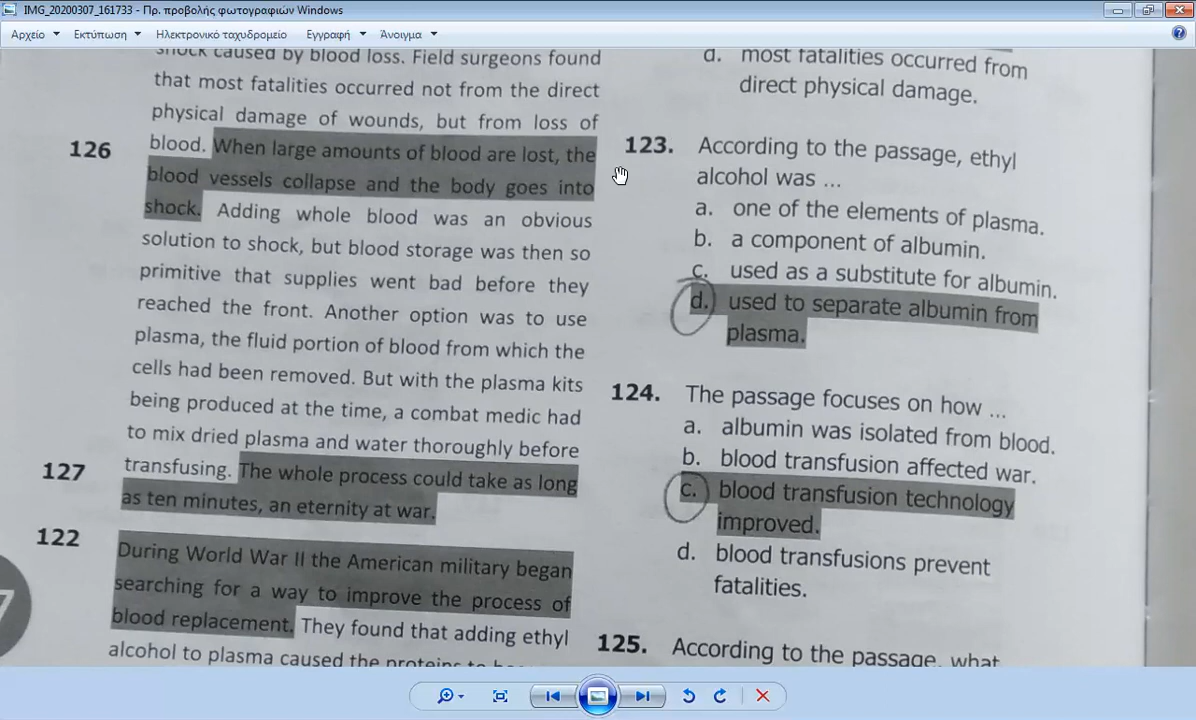 IMG_20200307_161733 - Πρ. προβολής φωτογραφιών Windows
Αρχείο Εκτύπωση Ηλεκτρονικό ταχυδρομείο Εγγραφή Άνοιγμα
shock caused by blood loss. Field surgeons found
that most fatalities occurred not from the direct
physical damage of wounds, but from loss of
126 blood. When large amounts of blood are lost, the
blood vessels collapse and the body goes into
shock. Adding whole blood was an obvious
solution to shock, but blood storage was then so
primitive that supplies went bad before they
reached the front. Another option was to use
plasma, the fluid portion of blood from which the
cells had been removed. But with the plasma kits
being produced at the time, a combat medic had
to mix dried plasma and water thoroughly before
127 transfusing. The whole process could take as long
as ten minutes, an eternity at war.
122 During World War II the American military began
searching for a way to improve the process of
blood replacement. They found that adding ethyl
alcohol to plasma caused the proteins to
7
d. most fatalities occurred from
direct physical damage.
123. According to the passage, ethyl
alcohol was ...
a. one of the elements of plasma.
b. a component of albumin.
c. used as a substitute for albumin.
d. used to separate albumin from
plasma.
124. The passage focuses on how ...
a. albumin was isolated from blood.
b. blood transfusion affected war.
c. blood transfusion technology
improved.
d. blood transfusions prevent
fatalities.
125. According to the passage, what